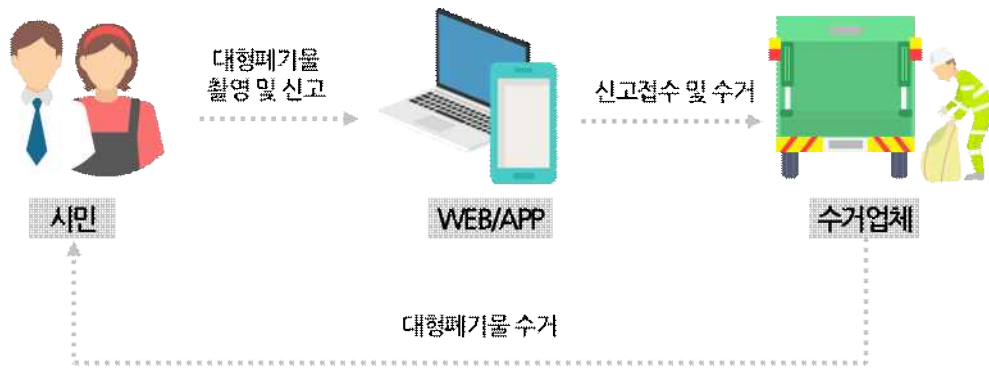 대형폐기물
촬영 및 신고
신고접수 및 수거
시민
WEB/APP
수거업체
대형폐기물 수거